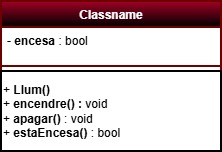 Classname
- encesa : bool
+ Llum()
+ encendre() : void
+ apagar() : void
+ estaEncesa() : bool